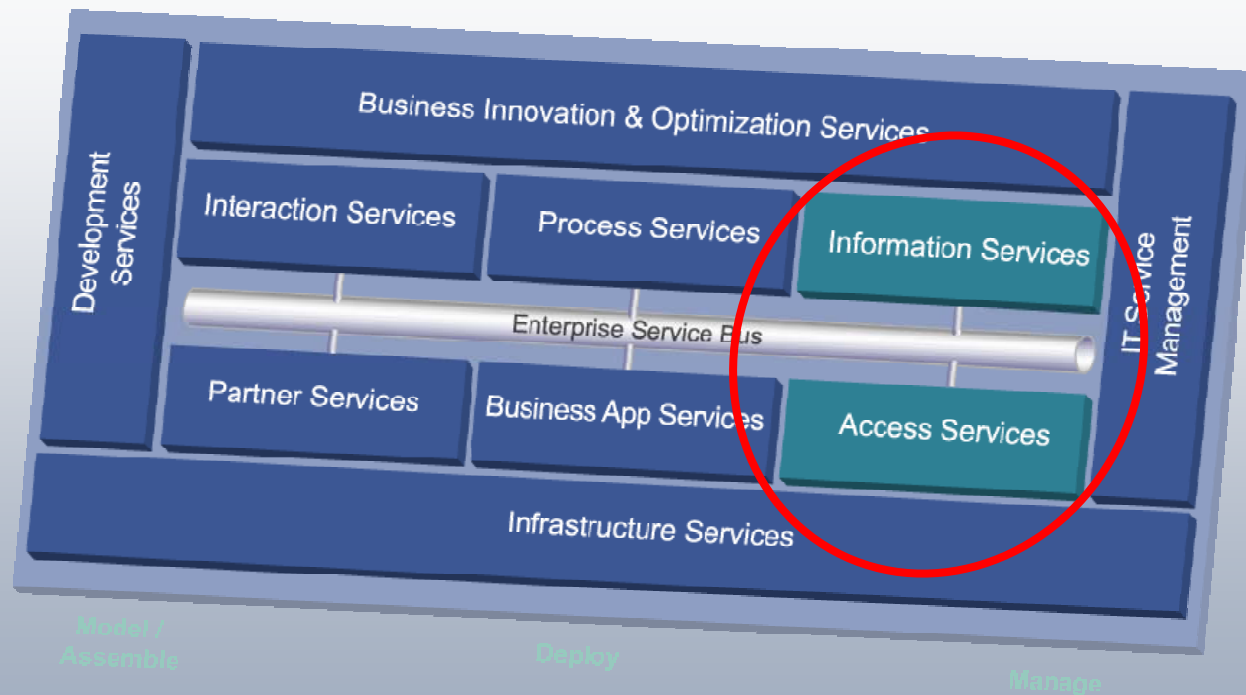 Business Innovation & Optimization Services
Development
Services
Interaction Services
Process Services
Information Services
IT Service
Management
Enterprise Service Bus
Partner Services
Business App Services
Access Services
Infrastructure Services
Model /
Assemble
Deploy
Manage